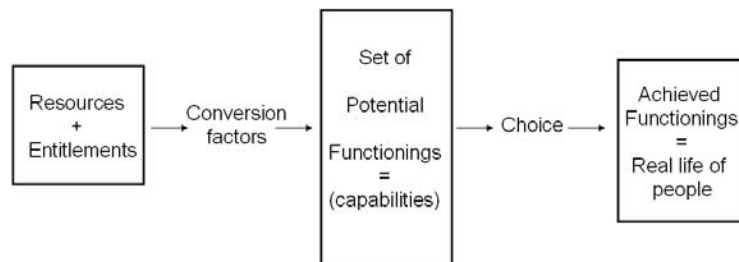 Resources
+
Entitlements
Conversion
factors
Set of
Potential
Functionings
=
(capabilities)
Choice
Achieved
Functionings
=
Real life of
people